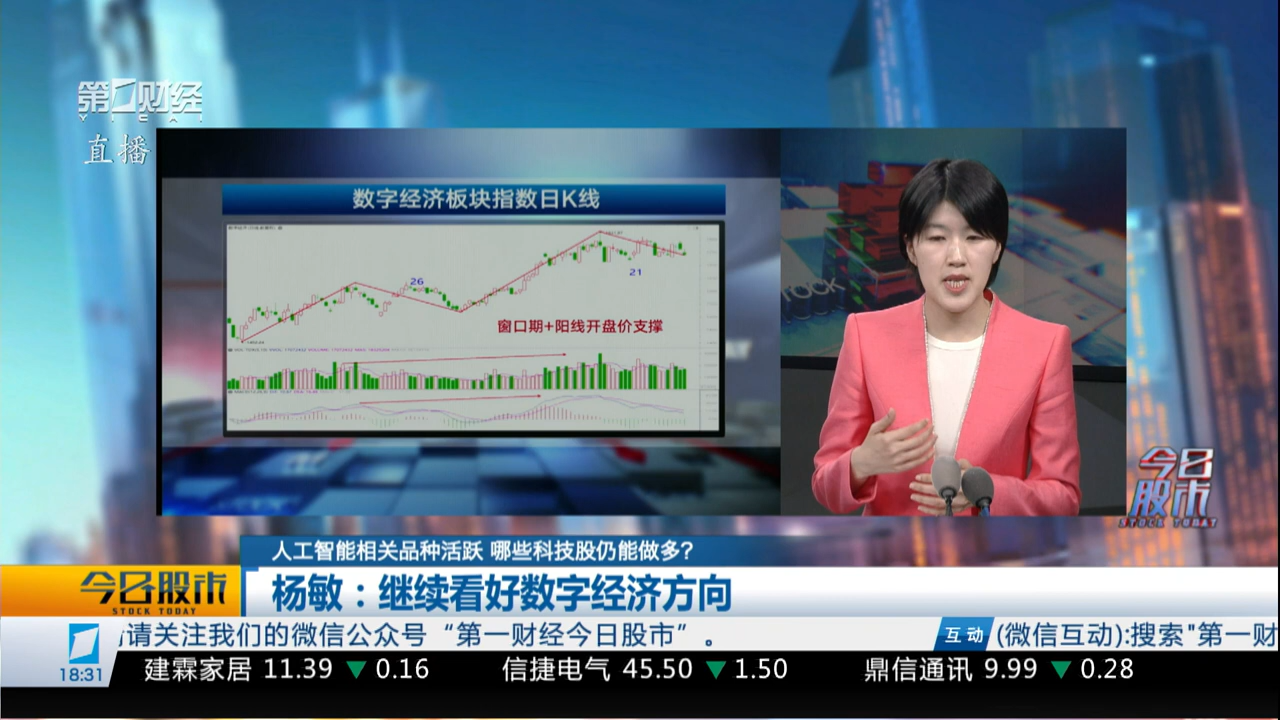 第一财经
YICAI
直播
数字经济板块指数日K线
26
21
窗口期+阳线开盘价支撑
TOCK
今日股市
STOCK TODAY
人工智能相关品种活跃 哪些科技股仍能做多?
今日股市
STOCK TODAY
杨敏：继续看好数字经济方向
请关注我们的微信公众号“第一财经今日股市”。
互动
(微信互动):搜索"第一财
18:31
建霖家居 11.39 ▼ 0.16
信捷电气 45.50 ▼ 1.50
鼎信通讯 9.99 ▼ 0.28